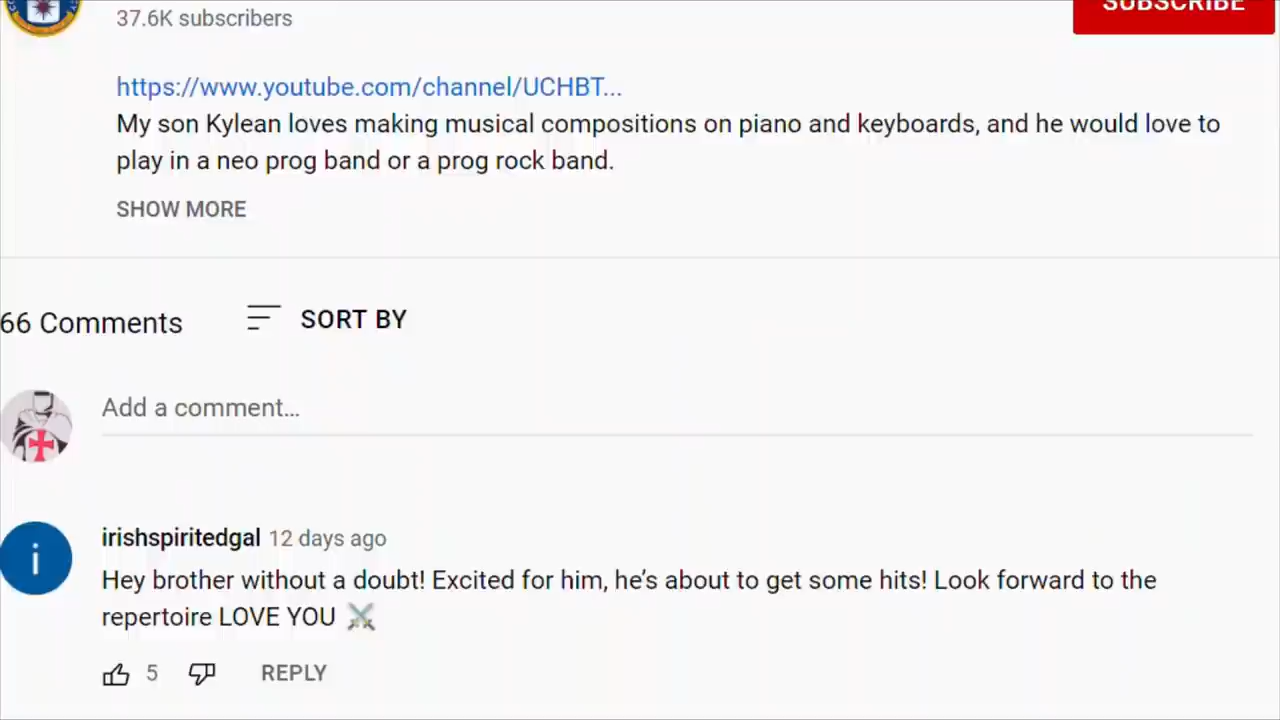 37.6K subscribers
SUBSCRIBE
https://www.youtube.com/channel/UCHBT...
My son Kylean loves making musical compositions on piano and keyboards, and he would love to
play in a neo prog band or a prog rock band.
SHOW MORE
66 Comments
SORT BY
Add a comment...
i
irishspiritedgal 12 days ago
Hey brother without a doubt! Excited for him, he's about to get some hits! Look forward to the
repertoire LOVE YOU ⚔️
5
REPLY